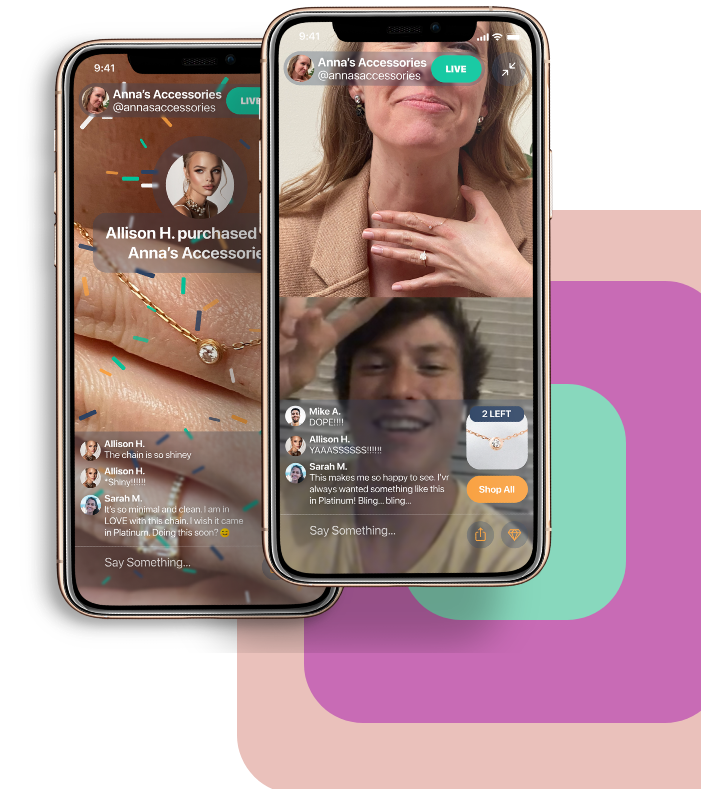 9:41
Anna's Accessories
@annasaccessories
LIVE
Allison H. purchased
Anna's Accessorie
Allison H.
The chain is so shiney
Allison H.
*Shiny!!!!!!
Sarah M.
It's so minimal and clean. I am in
LOVE with this chain. I wish it came
in Platinum. Doing this soon? 😊
Say Something...
9:41
Anna's Accessories
@annasaccessories
LIVE
Mike A.
DOPE!!!!
Allison H.
YAAASSSSSS!!!!!!
Sarah M.
This makes me so happy to see. I'vr
always wanted something like this
in Platinum! Bling... bling...
2 LEFT
Shop All
Say Something...